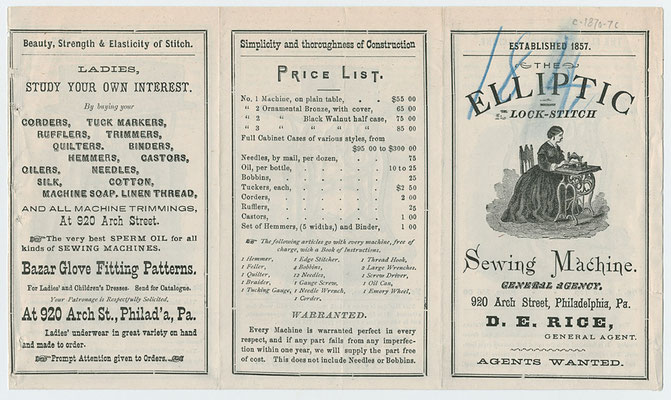 Beauty, Strength & Elasticity of Stitch.
LADIES,
STUDY YOUR OWN INTEREST.
By buying your
CORDERS, TUCK MARKERS,
RUFFLERS, TRIMMERS,
QUILTERS. BINDERS,
HEMMERS, CASTORS,
OILERS, NEEDLES,
SILK, COTTON,
MACHINE SOAP. LINEN THREAD,
AND ALL MACHINE TRIMMINGS,
At 920 Arch Street.
The very best SPERM OIL for all
kinds of SEWING MACHINES.
Bazar Glove Fitting Patterns.
For Ladies' and Children's Dresses. Send for Catalogue.
Your Patronage is Respectfully Solicited.
At 920 Arch St., Philad'a, Pa.
Ladies' underwear in great variety on hand
and made to order.
Prompt Attention given to Orders.
Simplicity and thoroughness of Construction
PRICE LIST.
No. 1 Machine, on plain table, . . $55 00
" 2 Ornamental Bronze, with cover, 65 00
" 2 " Black Walnut half case, 75 00
" 3 " " " " 85 00
Full Cabinet Cases of various styles, from
$95 00 to $300 00
Needles, by mail, per dozen, . . 75
Oil, per bottle, . . . . 10 to 25
Bobbins, . . . . . 25
Tuckers, each, . . . . $2 50
Corders, . . . . . 2 00
Rufflers, . . . . . 25
Castors, . . . . . 1 00
Set of Hemmers, (5 widths,) and Binder, 1 00
The following articles go with every machine, free of
charge, with a Book of Instructions.
1 Hemmer, 1 Edge Stitcher. 1 Thread Hook,
1 Feller, 4 Bobbins, 2 Large Wrenches,
1 Quilter, 12 Needles, 1 Screw Driver,
1 Braider, 1 Gauge Screw, 1 Oil Can,
1 Tucking Gauge, 1 Needle Wrench, 1 Emery Wheel,
1 Corder.
WARRANTED.
Every Machine is warranted perfect in every
respect, and if any part fails from any imperfec-
tion within one year, we will supply the part free
of cost. This does not include Needles or Bobbins.
ESTABLISHED 1857.
THE
ELLIPTIC
LOCK-STITCH
Sewing Machine.
GENERAL AGENCY.
920 Arch Street, Philadelphia, Pa.
D. E. RICE,
GENERAL AGENT.
AGENTS WANTED.